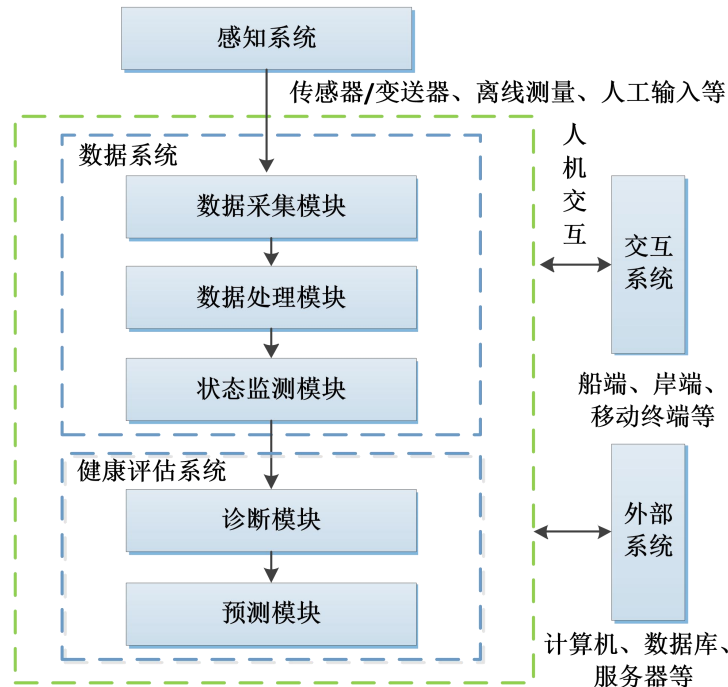 感知系统
传感器/变送器、离线测量、人工输入等
数据系统
数据采集模块
数据处理模块
状态监测模块
健康评估系统
诊断模块
预测模块
人
机
交
互
交互
系统
船端、岸端、
移动终端等
外部
系统
计算机、数据库、
服务器等